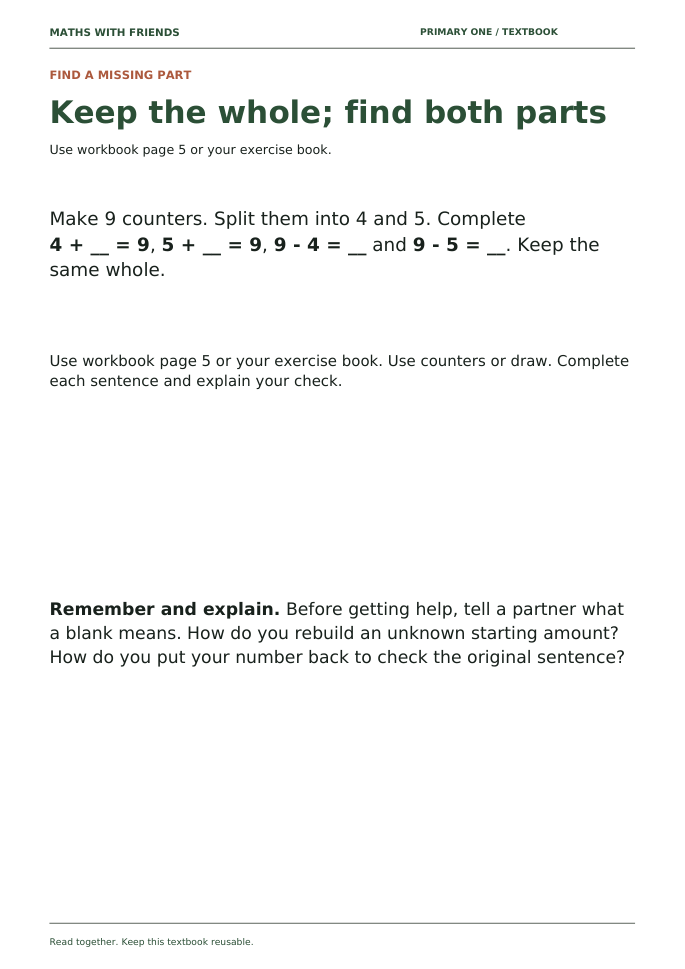 MATHS WITH FRIENDS
PRIMARY ONE / TEXTBOOK
FIND A MISSING PART
Keep the whole; find both parts
Use workbook page 5 or your exercise book.
Make 9 counters. Split them into 4 and 5. Complete
4 + __ = 9, 5 + __ = 9, 9 - 4 = __ and 9 - 5 = __. Keep the
same whole.
Use workbook page 5 or your exercise book. Use counters or draw. Complete
each sentence and explain your check.
Remember and explain. Before getting help, tell a partner what
a blank means. How do you rebuild an unknown starting amount?
How do you put your number back to check the original sentence?
Read together. Keep this textbook reusable.